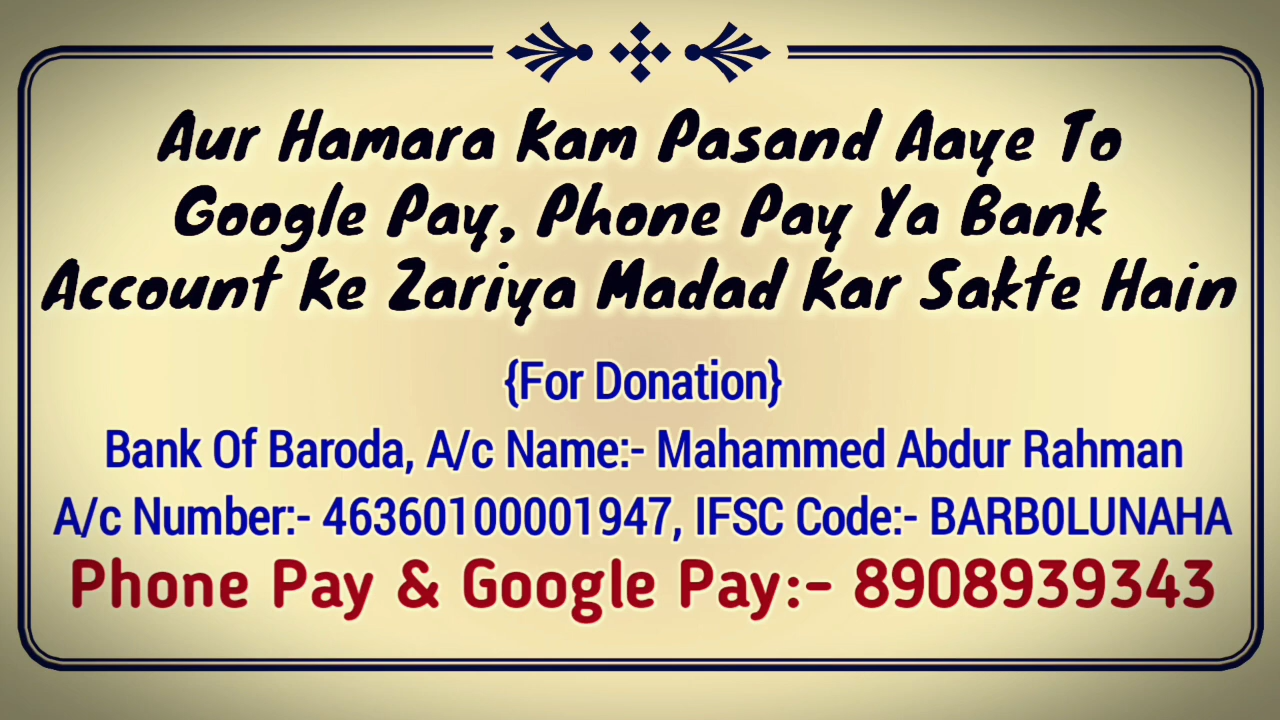 Aur Hamara Kam Pasand Aaye To
Google Pay, Phone Pay Ya Bank
Account Ke Zariya Madad Kar Sakte Hain
{For Donation}
Bank Of Baroda, A/c Name:- Mahammed Abdur Rahman
A/c Number:- 46360100001947, IFSC Code:- BARB0LUNAHA
Phone Pay & Google Pay:- 8908939343